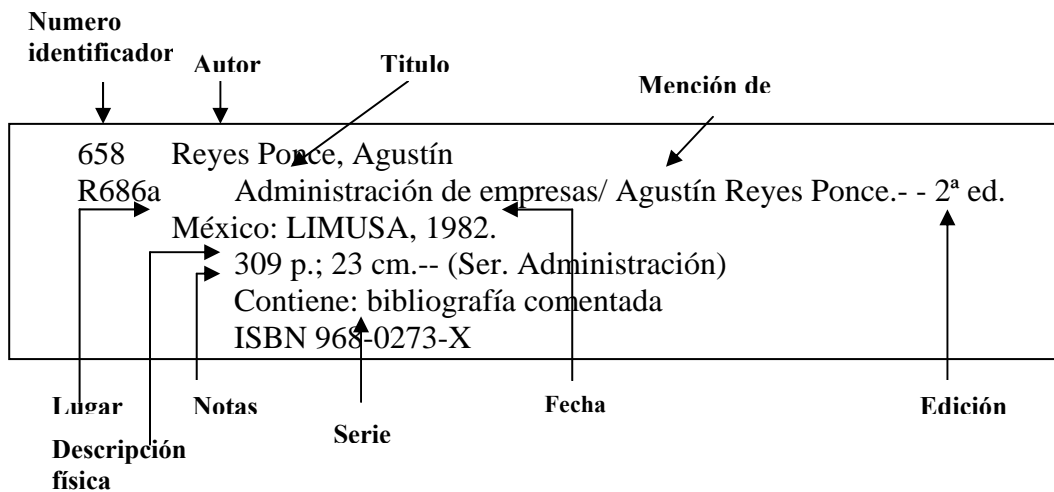 Numero
identificador
Autor
Titulo
Mención de
658 Reyes Ponce, Agustín
R686a Administración de empresas/ Agustín Reyes Ponce.- - 2ª ed.
México: LIMUSA, 1982.
309 p.; 23 cm.-- (Ser. Administración)
Contiene: bibliografía comentada
ISBN 968-0273-X
Lugar
Notas
Fecha
Edición
Serie
Descripción
física